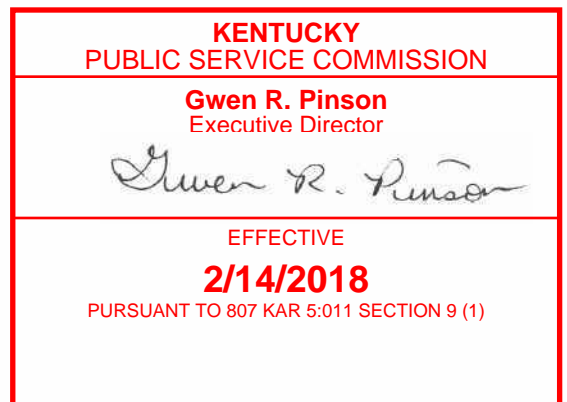 KENTUCKY
PUBLIC SERVICE COMMISSION
Gwen R. Pinson
Executive Director
Gwen R. Pinson
EFFECTIVE
2/14/2018
PURSUANT TO 807 KAR 5:011 SECTION 9 (1)